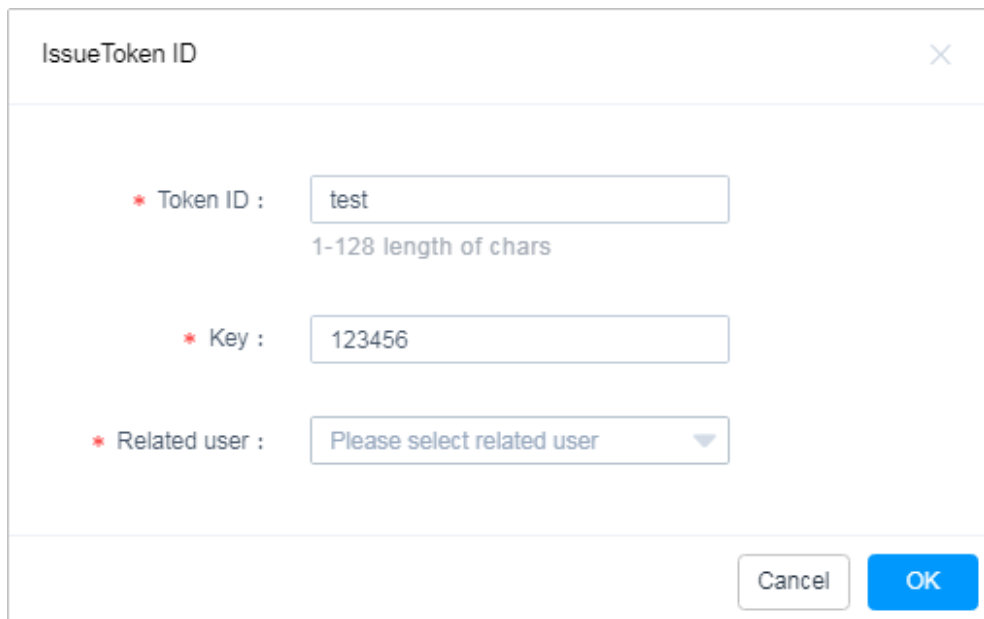 IssueToken ID
* Token ID : test
1-128 length of chars
* Key : 123456
* Related user : Please select related user
Cancel OK